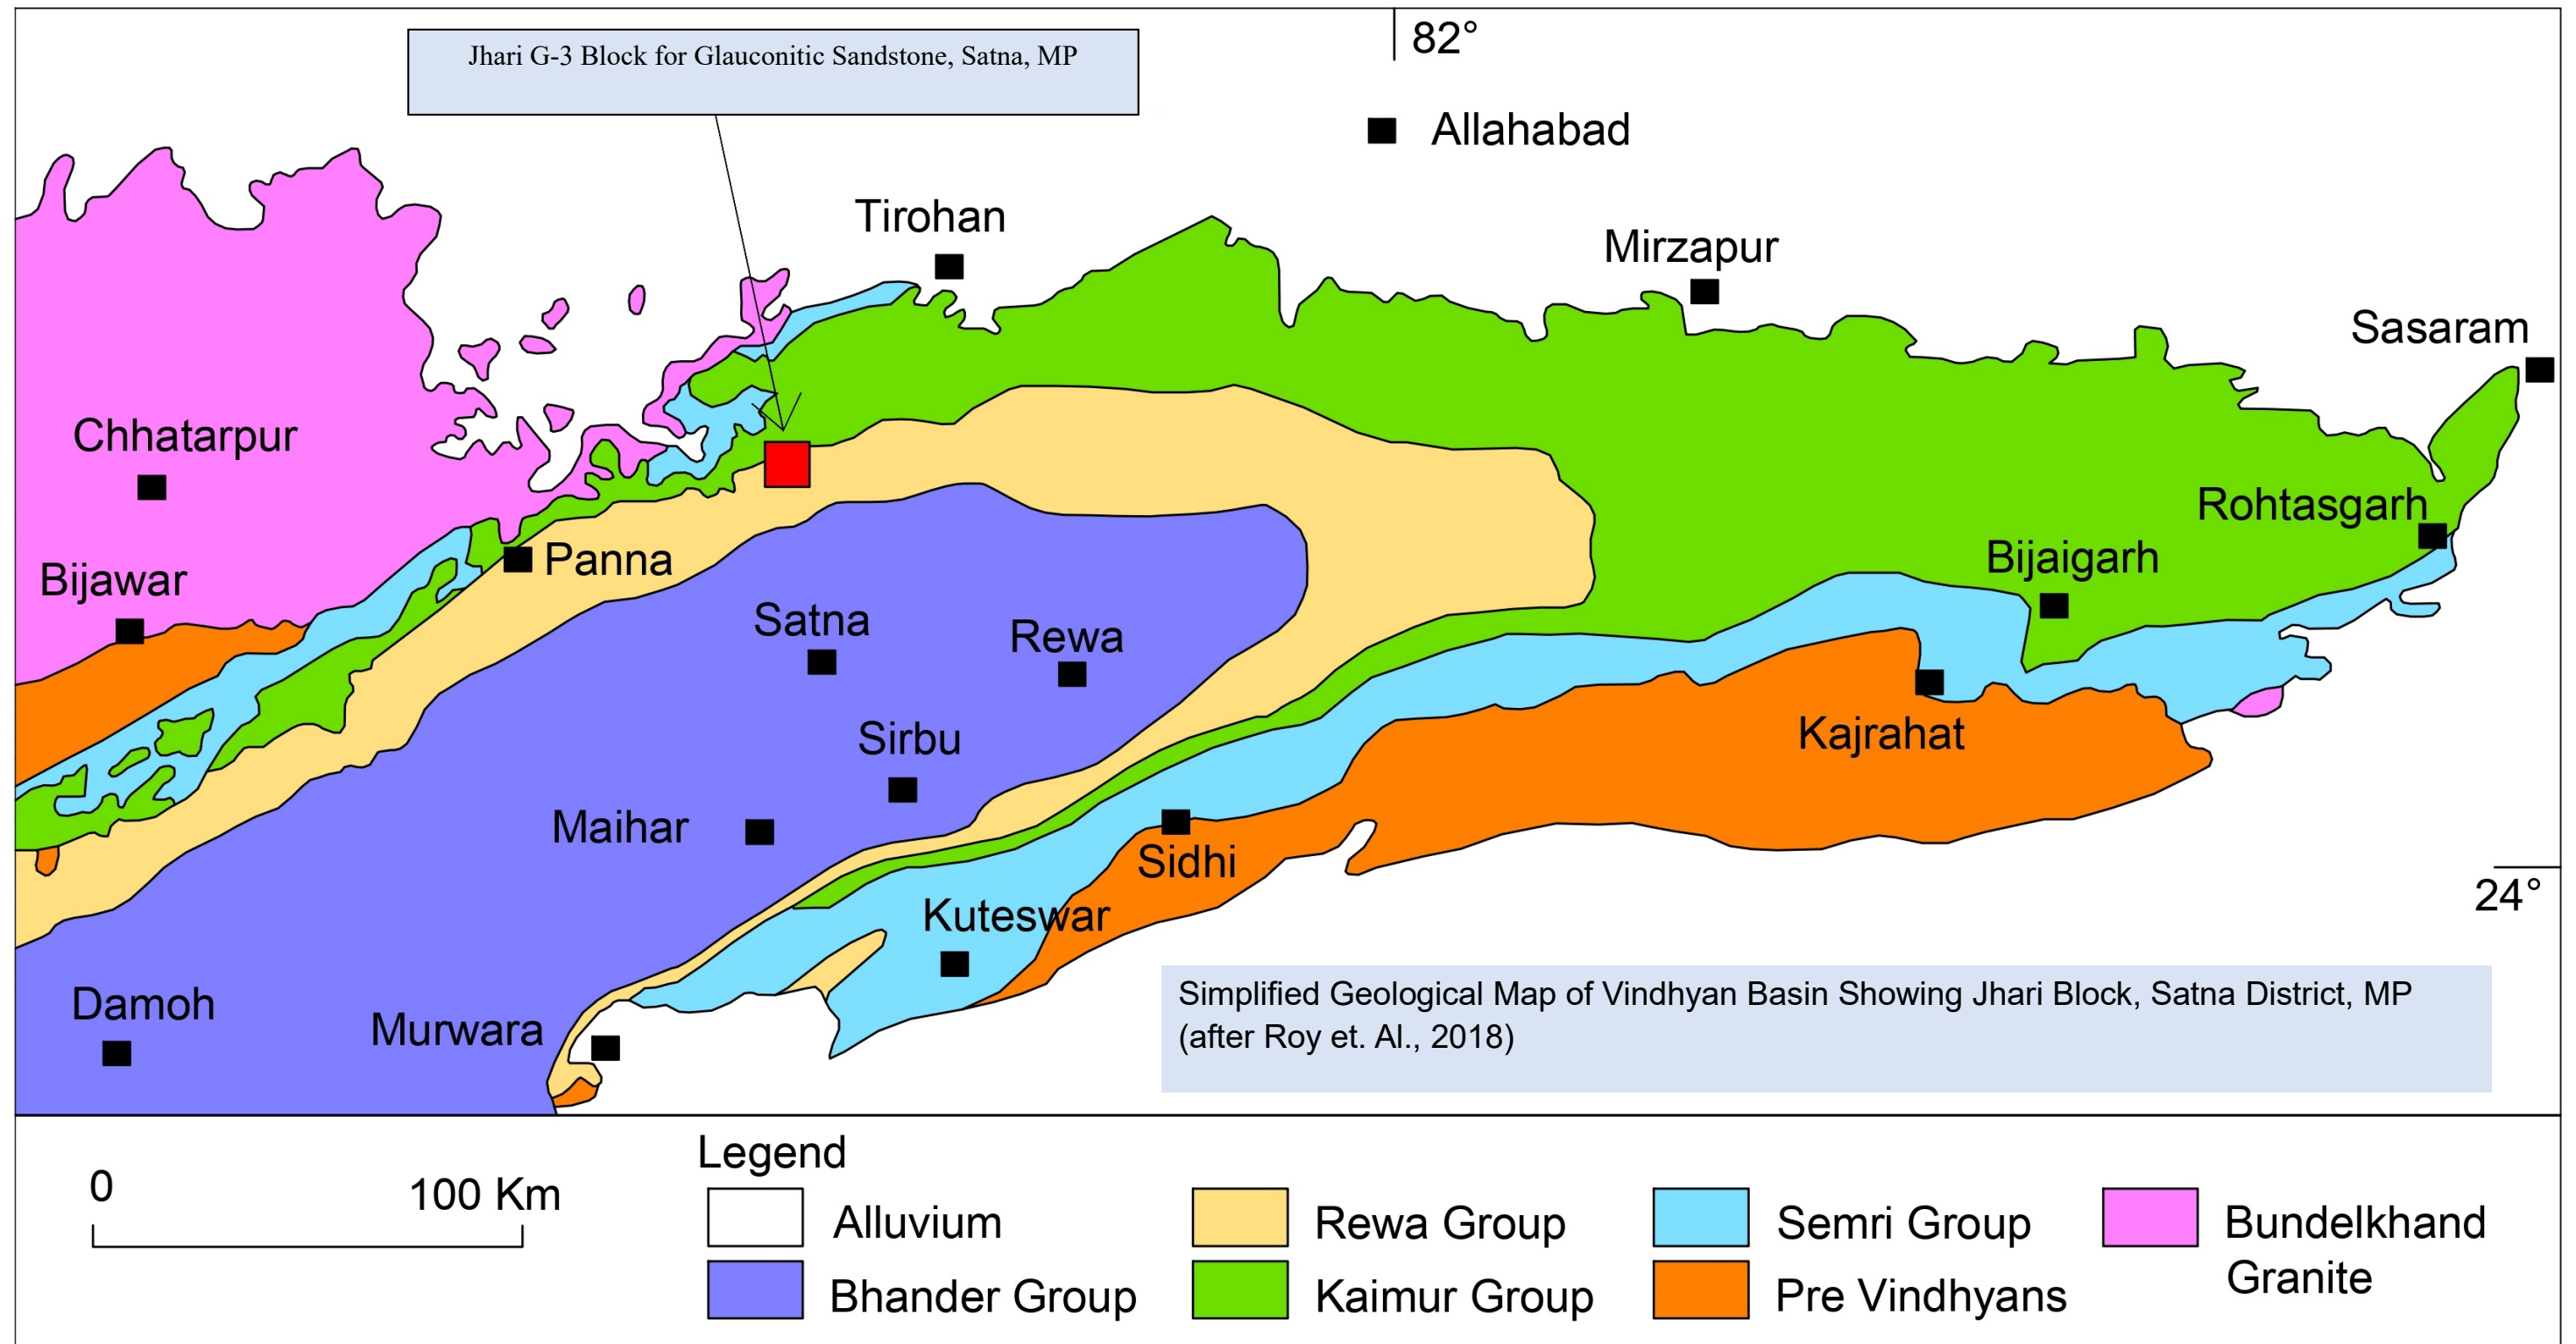 82°
Jhari G-3 Block for Glauconitic Sandstone, Satna, MP
Allahabad
Tirohan
Mirzapur
Sasaram
Chhatarpur
Rohtasgarh
Bijaigarh
Panna
Bijawar
Satna
Rewa
Kajrahat
Sirbu
Maihar
Sidhi
24°
Kuteswar
Damoh
Murwara
Simplified Geological Map of Vindhyan Basin Showing Jhari Block, Satna District, MP
(after Roy et. Al., 2018)
Legend
0
100 Km
Alluvium
Rewa Group
Semri Group
Bundelkhand
Granite
Bhander Group
Kaimur Group
Pre Vindhyans